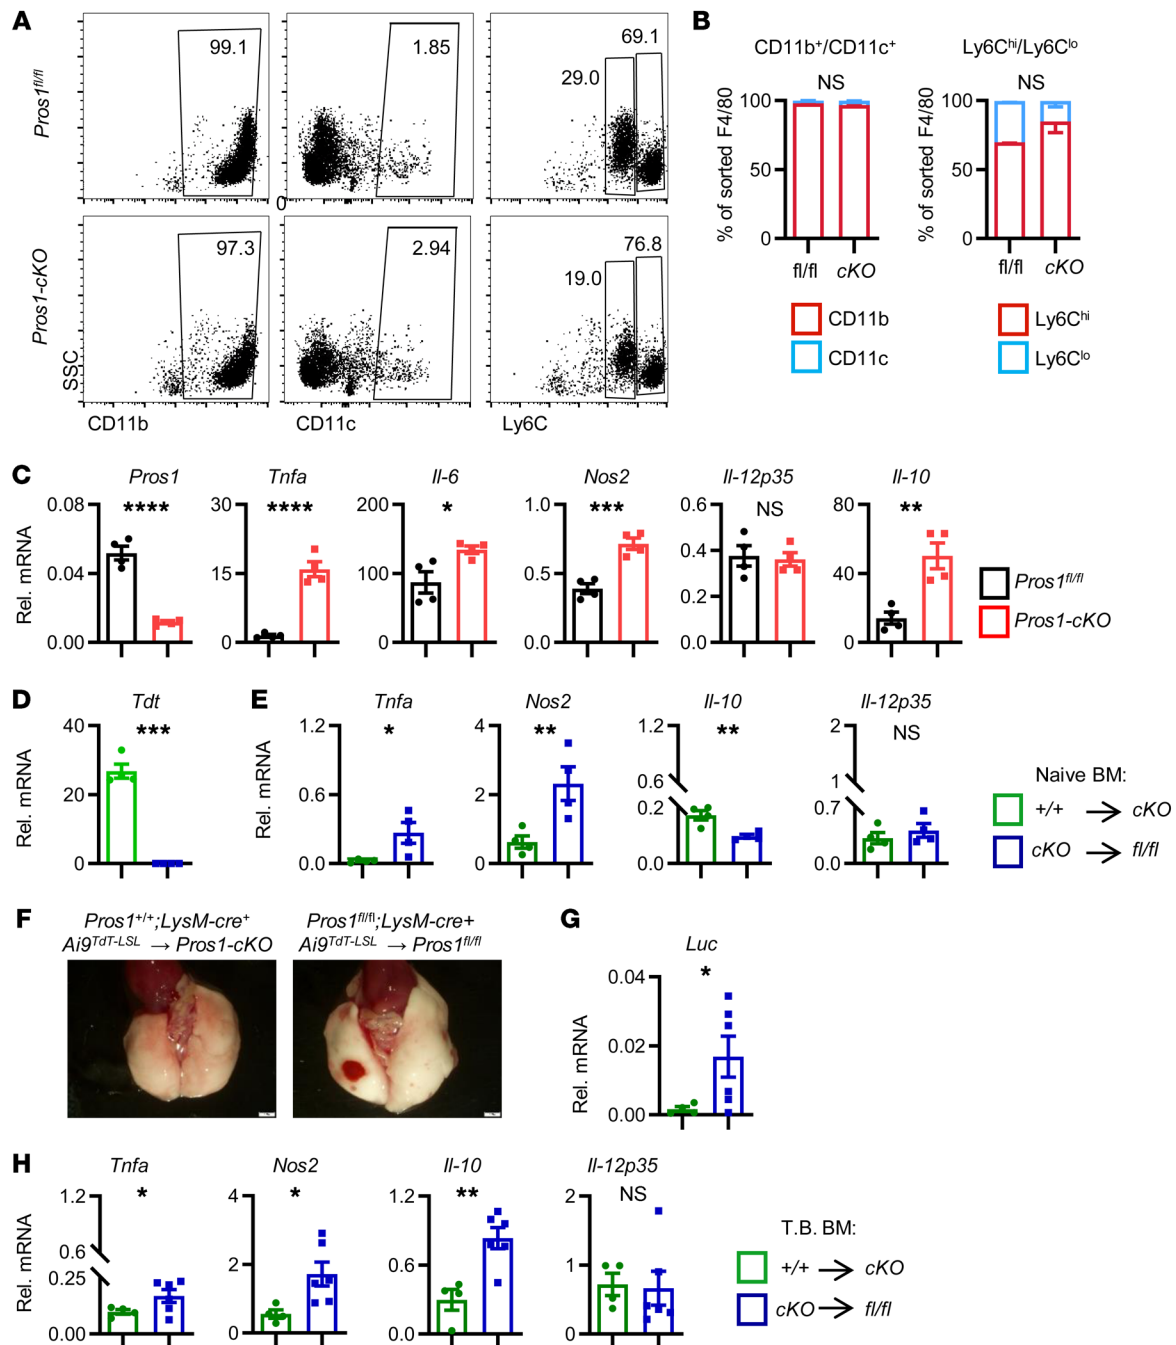 A
Pros1fl/fl
99.1
1.85
29.0
69.1
0
Pros1-cKO
97.3
2.94
19.0
76.8
SSC
CD11b
CD11c
Ly6C
B
CD11b+/CD11c+
Ly6Chi/Ly6Clo
NS
NS
% of sorted F4/80
100
50
0
fl/fl
cKO
% of sorted F4/80
100
50
0
fl/fl
cKO
CD11b
CD11c
Ly6Chi
Ly6Clo
C
Pros1
Tnfa
Il-6
Nos2
Il-12p35
Il-10
Rel. mRNA
0.08
0.04
0.00
****
30
15
0
****
200
100
0
*
1.0
0.5
0.0
***
0.6
0.4
0.2
0.0
NS
80
40
0
**
Pros1fl/fl
Pros1-cKO
D
Tdt
Rel. mRNA
40
20
0
***
E
Tnfa
Nos2
Il-10
Il-12p35
Rel. mRNA
1.2
0.6
0.0
*
4
2
0
**
1.2
0.6
0.2
0.0
**
2
1
0.7
0.0
NS
Naive BM:
+/+ → cKO
cKO → fl/fl
F
Pros1+/+;LysM-cre+
Ai9TdT-LSL → Pros1-cKO
Pros1fl/fl;LysM-cre+
Ai9TdT-LSL → Pros1fl/fl
G
Luc
Rel. mRNA
0.04
0.02
0.00
*
H
Tnfa
Nos2
Il-10
Il-12p35
Rel. mRNA
1.2
0.6
0.25
0.00
*
4
2
0
*
1.2
0.6
0.0
**
2
1
0
NS
T.B. BM:
+/+ → cKO
cKO → fl/fl